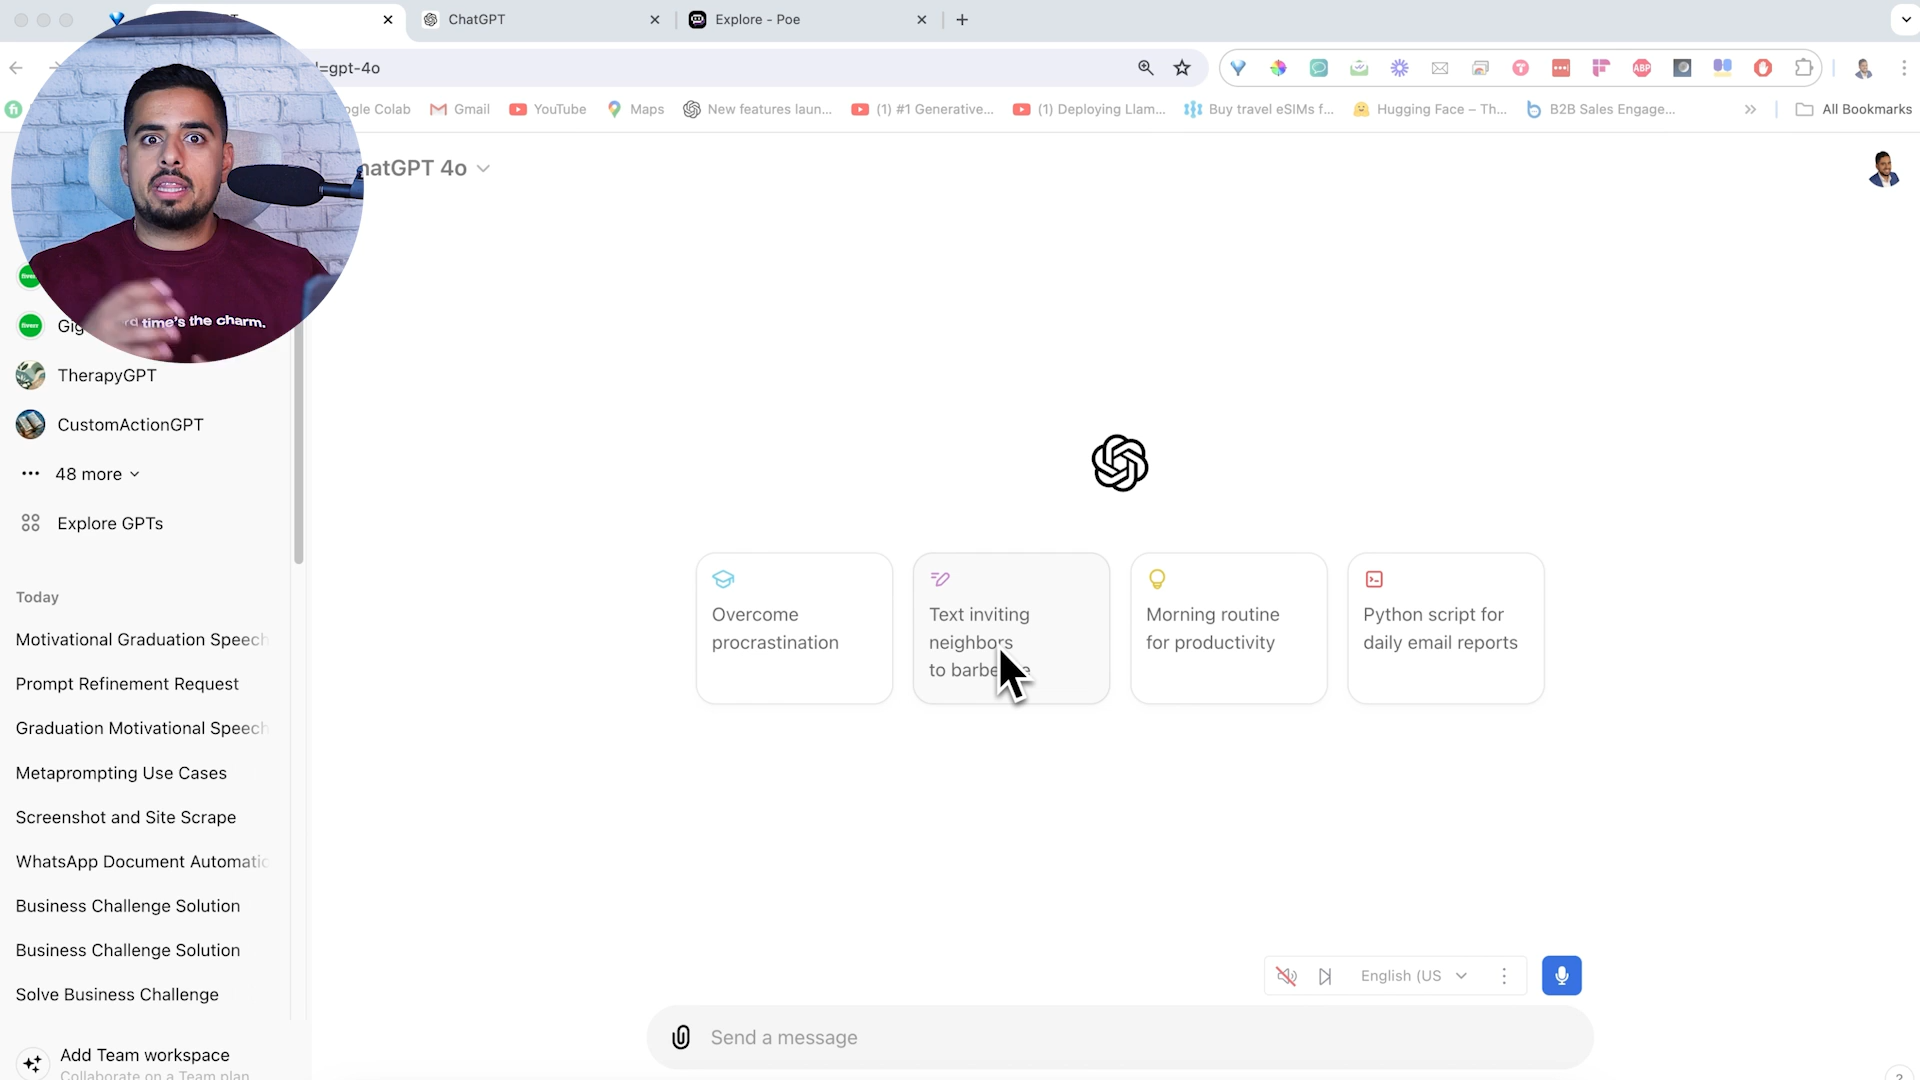 ChatGPT
Explore - Poe
=gpt-4o
ogle Colab
Gmail
YouTube
Maps
New features laun...
(1) #1 Generative...
(1) Deploying Llam...
Buy travel eSIMs f...
Hugging Face – Th...
B2B Sales Engage...
All Bookmarks
ABP
hatGPT 4o
d time's the charm.
fiverr
Gig
TherapyGPT
CustomActionGPT
48 more
Explore GPTs
Today
Motivational Graduation Speech
Prompt Refinement Request
Graduation Motivational Speech
Metaprompting Use Cases
Screenshot and Site Scrape
WhatsApp Document Automatic
Business Challenge Solution
Business Challenge Solution
Solve Business Challenge
Add Team workspace
Collaborate on a Team plan
Overcome
procrastination
Text inviting
neighbors
to barbe e
Morning routine
for productivity
Python script for
daily email reports
English (US
Send a message
?